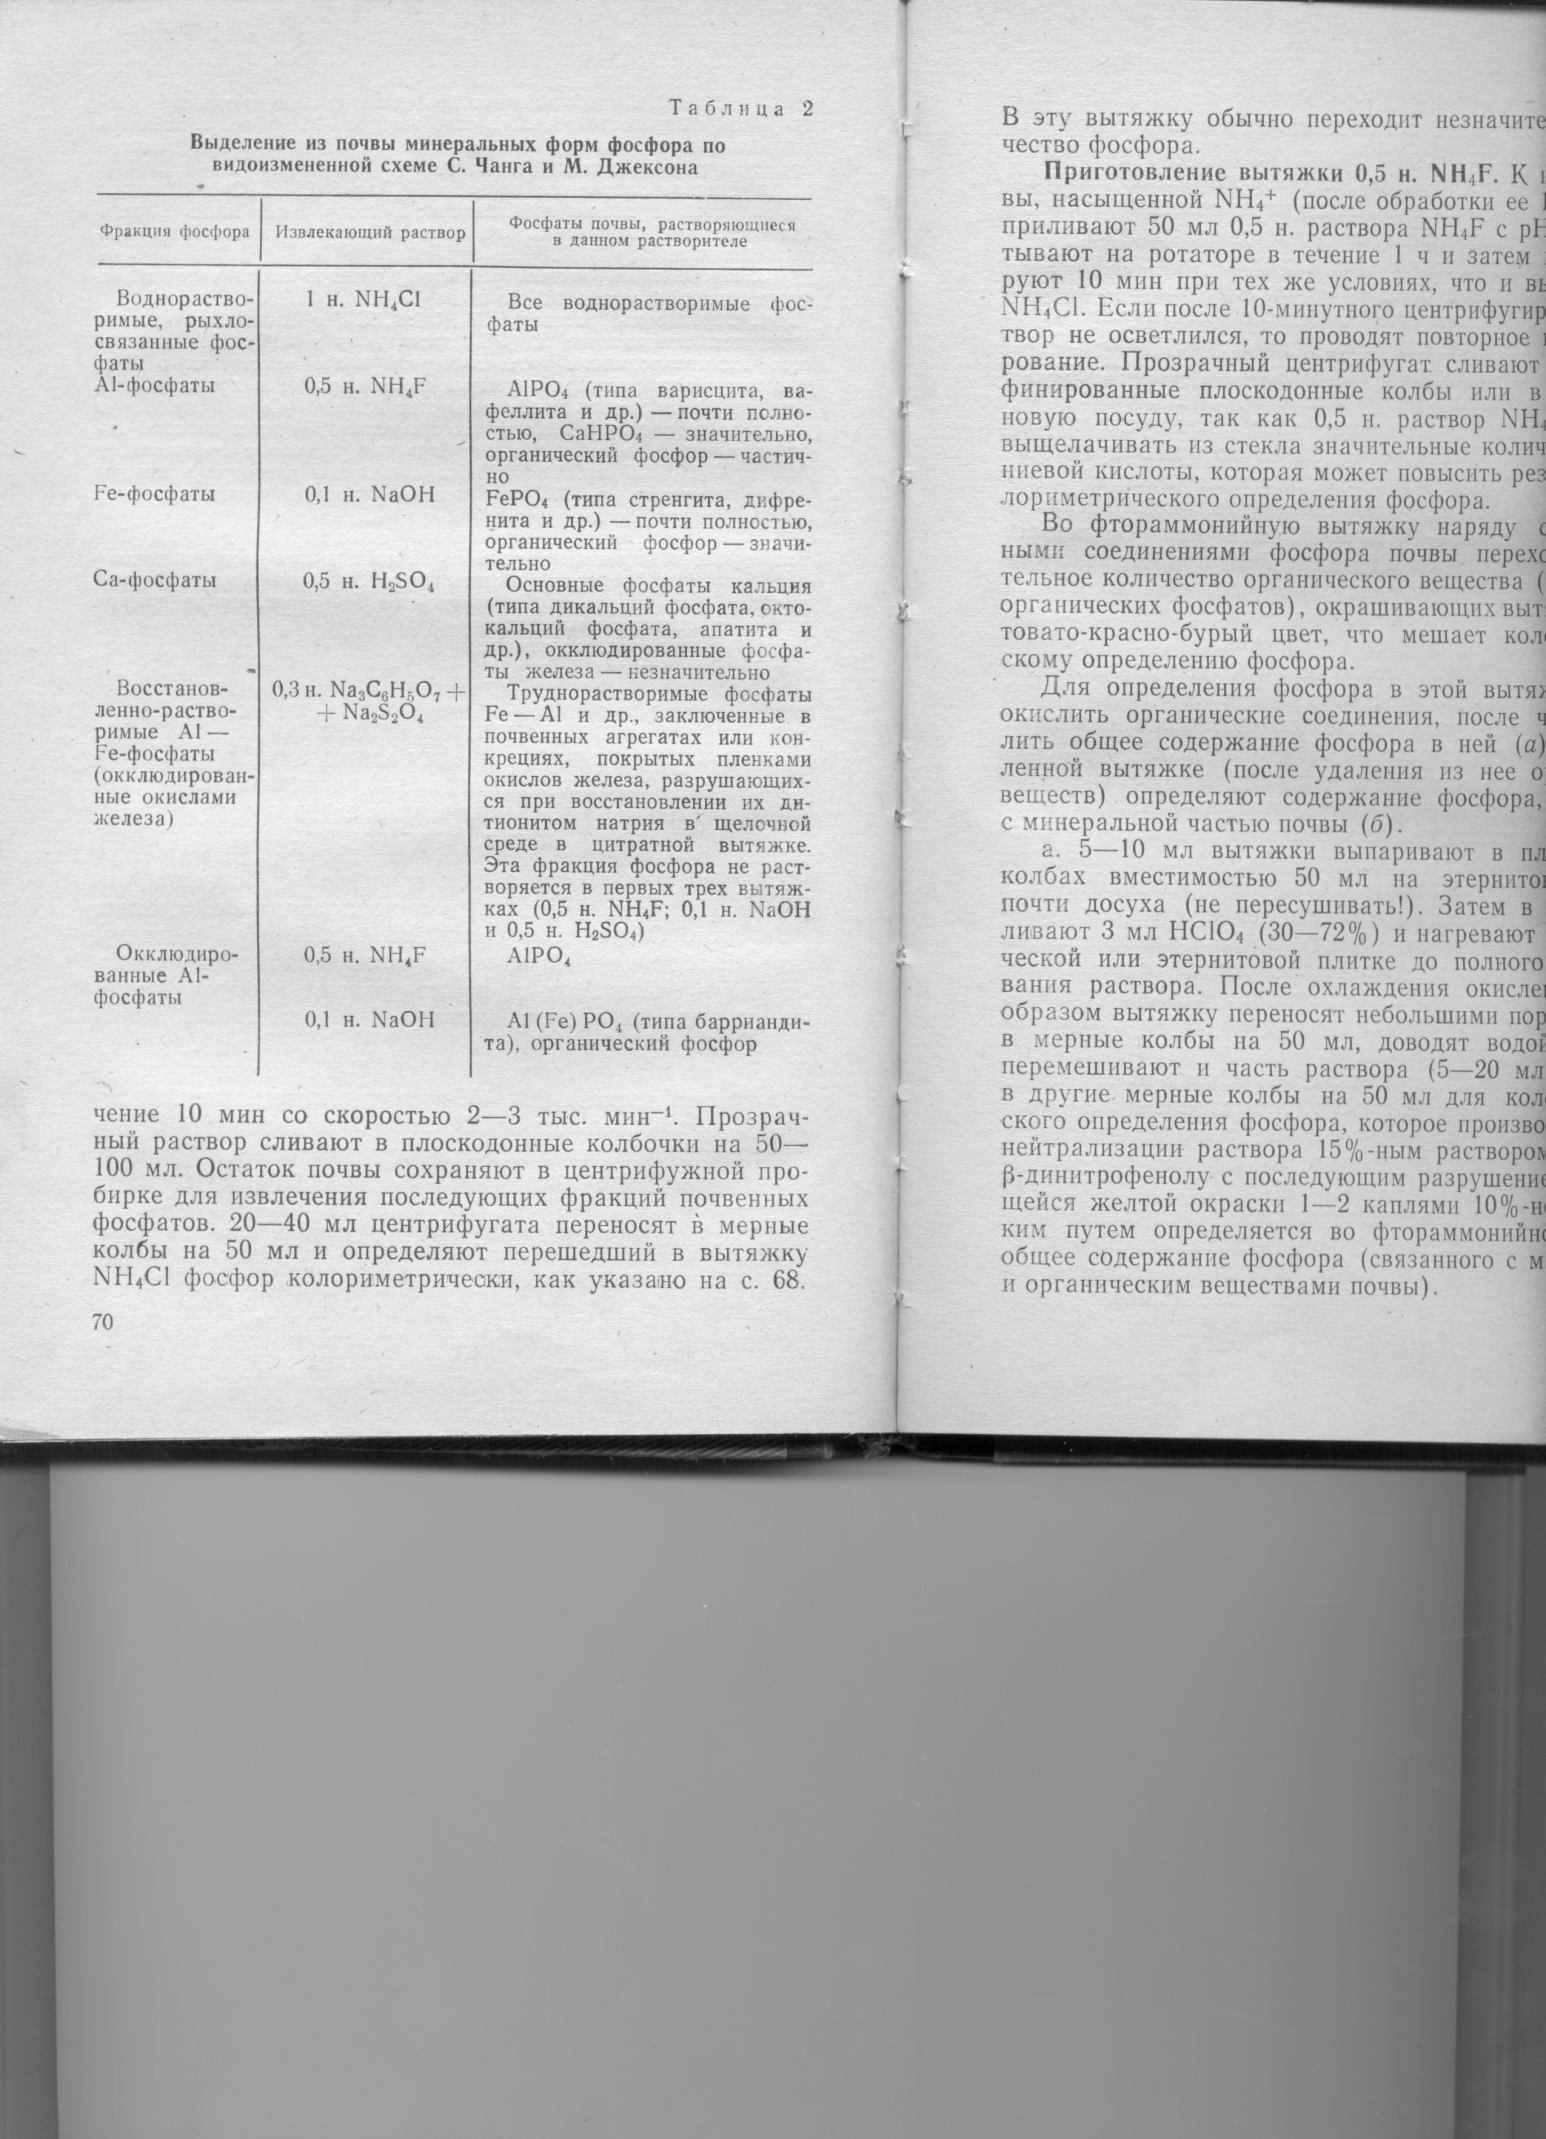 Таблица 2
Выделение из почвы минеральных форм фосфора по
видоизмененной схеме С. Чанга и М. Джексона
Фракция фосфора
Извлекающий раствор
Фосфаты почвы, растворяющиеся
в данном растворителе
Воднораство-
римые, рыхло-
связанные фос-
фаты
1 н. NH₄Cl
Все воднорастворимые фос-
фаты
Al-фосфаты
0,5 н. NH₄F
AlPO₄ (типа варисцита, ва-
феллита и др.) — почти полно-
стью, CaHPO₄ — значительно,
органический фосфор — частич-
но
Fe-фосфаты
0,1 н. NaOH
FePO₄ (типа стренгита, дифре-
нита и др.) — почти полностью,
органический фосфор — значи-
тельно
Ca-фосфаты
0,5 н. H₂SO₄
Основные фосфаты кальция
(типа дикальций фосфата, окто-
кальций фосфата, апатита и
др.), окклюдированные фосфа-
ты железа — незначительно
Восстанов-
ленно-раство-
римые Al —
Fe-фосфаты
(окклюдирован-
ные окислами
железа)
0,3 н. Na₃C₆H₅O₇ +
+ Na₂S₂O₄
Труднорастворимые фосфаты
Fe — Al и др., заключенные в
почвенных агрегатах или кон-
крециях, покрытых пленками
окислов железа, разрушающих-
ся при восстановлении их ди-
тионитом натрия в щелочной
среде в цитратной вытяжке.
Эта фракция фосфора не раст-
воряется в первых трех вытяж-
ках (0,5 н. NH₄F; 0,1 н. NaOH
и 0,5 н. H₂SO₄)
Окклюдиро-
ванные Al-
фосфаты
0,5 н. NH₄F
AlPO₄
0,1 н. NaOH
Al (Fe) PO₄ (типа баррианди-
та), органический фосфор
чение 10 мин со скоростью 2—3 тыс. мин⁻¹. Прозрач-
ный раствор сливают в плоскодонные колбочки на 50—
100 мл. Остаток почвы сохраняют в центрифужной про-
бирке для извлечения последующих фракций почвенных
фосфатов. 20—40 мл центрифугата переносят в мерные
колбы на 50 мл и определяют перешедший в вытяжку
NH₄Cl фосфор колориметрически, как указано на с. 68.
70
В эту вытяжку обычно переходит незначите
чество фосфора.
Приготовление вытяжки 0,5 н. NH₄F. К
вы, насыщенной NH₄⁺ (после обработки ее
приливают 50 мл 0,5 н. раствора NH₄F с pH
тывают на ротаторе в течение 1 ч и затем
руют 10 мин при тех же условиях, что и вы
NH₄Cl. Если после 10-минутного центрифугир
твор не осветлился, то проводят повторное
рование. Прозрачный центрифугат сливают
финированные плоскодонные колбы или в
новую посуду, так как 0,5 н. раствор NH₄
выщелачивать из стекла значительные колич
ниевой кислоты, которая может повысить рез
лориметрического определения фосфора.
Во фтораммонийную вытяжку наряду с
ными соединениями фосфора почвы перехо
тельное количество органического вещества (
органических фосфатов), окрашивающих выт
товато-красно-бурый цвет, что мешает кол
скому определению фосфора.
Для определения фосфора в этой вытяж
окислить органические соединения, после ч
лить общее содержание фосфора в ней (а)
ленной вытяжке (после удаления из нее о
веществ) определяют содержание фосфора,
с минеральной частью почвы (б).
а. 5—10 мл вытяжки выпаривают в пл
колбах вместимостью 50 мл на этернито
почти досуха (не пересушивать!). Затем в
ливают 3 мл HClO₄ (30—72%) и нагревают
ческой или этернитовой плитке до полного
вания раствора. После охлаждения окисле
образом вытяжку переносят небольшими пор
в мерные колбы на 50 мл, доводят водой
перемешивают и часть раствора (5—20 мл
в другие мерные колбы на 50 мл для кол
ского определения фосфора, которое произво
нейтрализации раствора 15%-ным раствором
β-динитрофенолу с последующим разрушение
щейся желтой окраски 1—2 каплями 10%-н
ким путем определяется во фтораммонийн
общее содержание фосфора (связанного с м
и органическим веществами почвы).